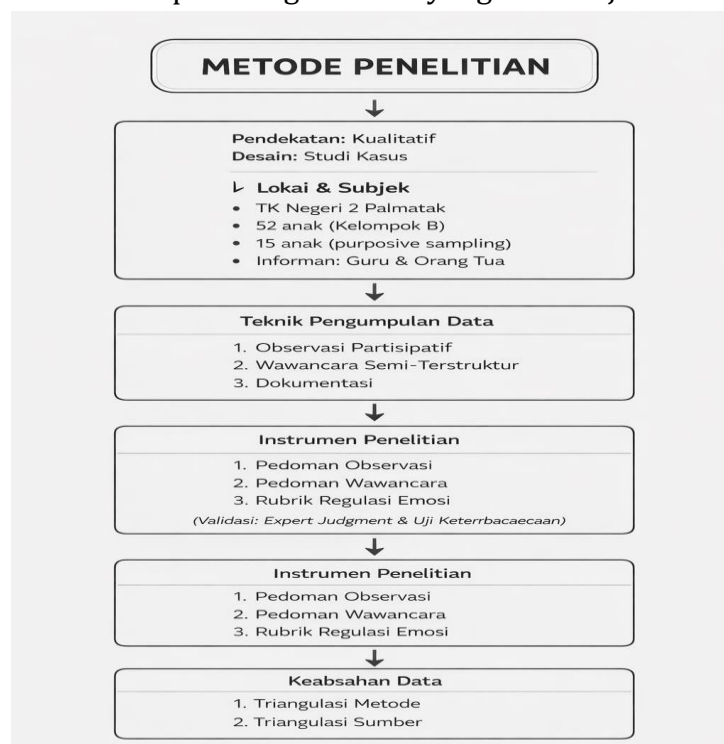 METODE PENELITIAN
Pendekatan: Kualitatif
Desain: Studi Kasus
Lokai & Subjek
• TK Negeri 2 Palmatak
• 52 anak (Kelompok B)
• 15 anak (purposive sampling)
• Informan: Guru & Orang Tua
Teknik Pengumpulan Data
1. Observasi Partisipatif
2. Wawancara Semi-Terstruktur
3. Dokumentasi
Instrumen Penelitian
1. Pedoman Observasi
2. Pedoman Wawancara
3. Rubrik Regulasi Emosi
(Validasi: Expert Judgment & Uji Keterrbacaecaan)
Instrumen Penelitian
1. Pedoman Observasi
2. Pedoman Wawancara
3. Rubrik Regulasi Emosi
Keabsahan Data
1. Triangulasi Metode
2. Triangulasi Sumber